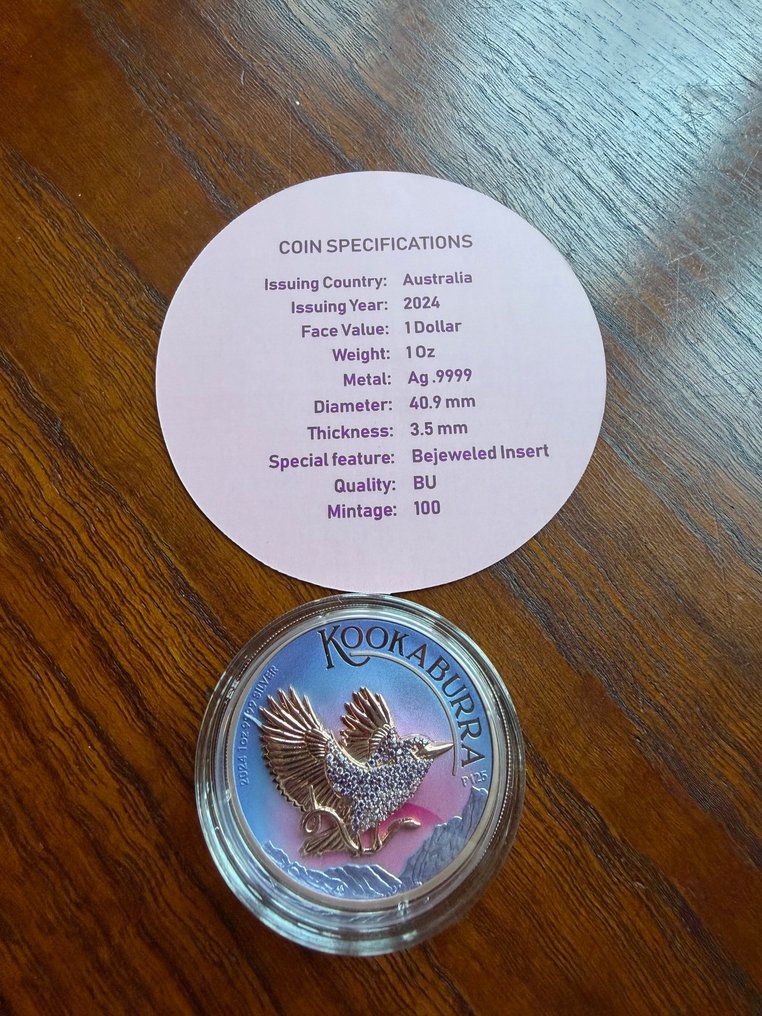 COIN SPECIFICATIONS
Issuing Country: Australia
Issuing Year: 2024
Face Value: 1 Dollar
Weight: 1 Oz
Metal: Ag .9999
Diameter: 40.9 mm
Thickness: 3.5 mm
Special feature: Bejeweled Insert
Quality: BU
Mintage: 100
KOOKABURRA
2024 1oz 9999 SILVER
P125